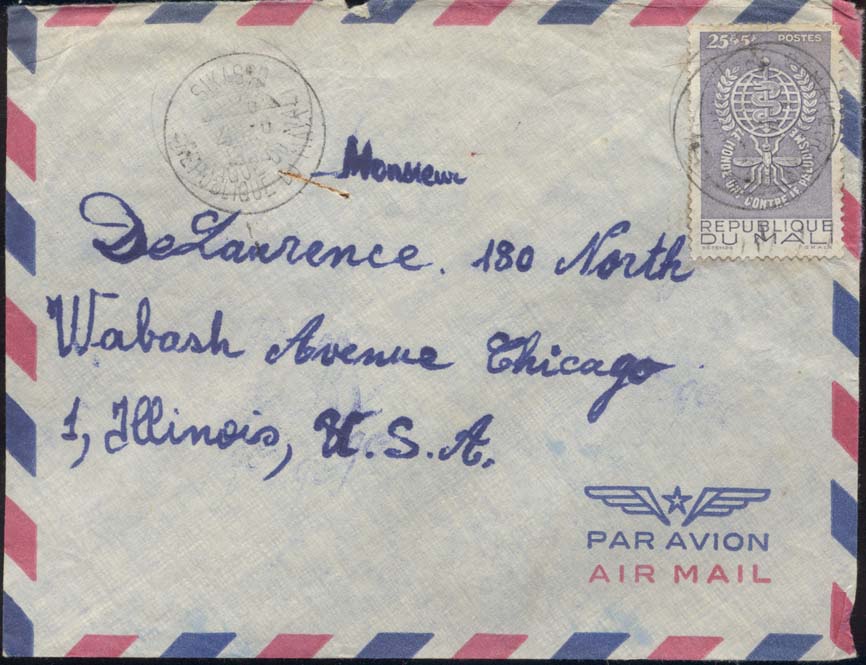 25F+5F POSTES
LE MONDE UNI CONTRE LE PALUDISME
REPUBLIQUE
DU MALI
SIKASSO
REPUBLIQUE DU MALI
Monsieur
DeLaurence. 180 North
Wabash Avenue Chicago
1, Illinois, U.S.A.
PAR AVION
AIR MAIL